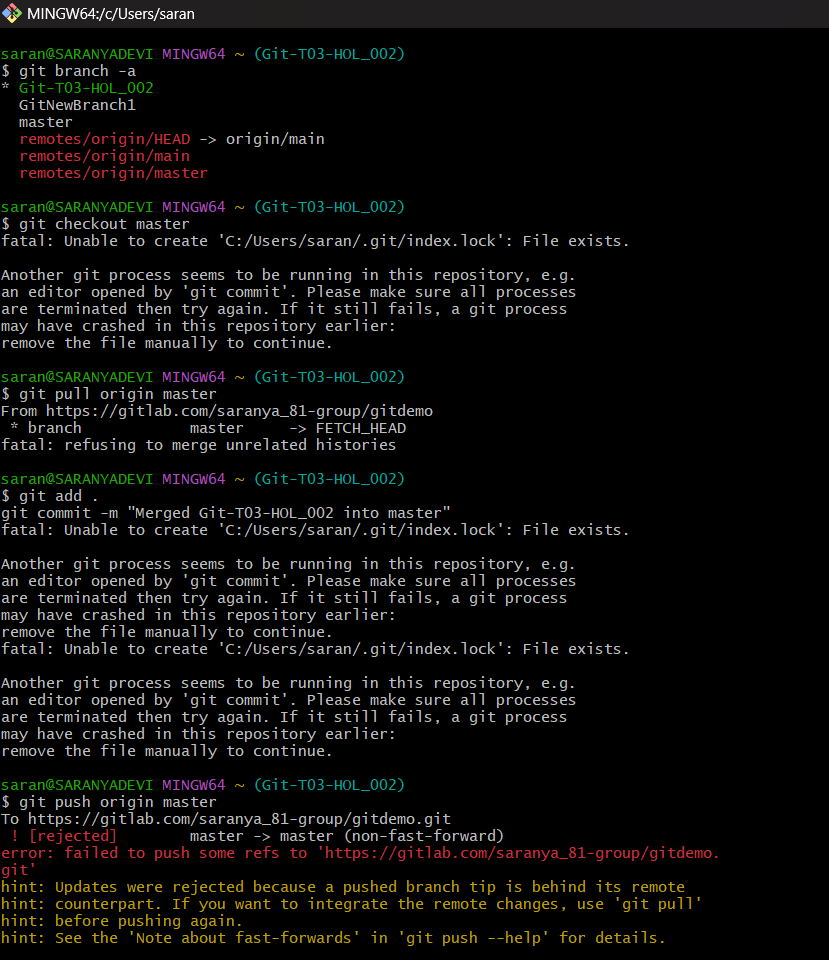 MINGW64:/c/Users/saran
saran@SARANYADEVI MINGW64 ~ (Git-T03-HOL_002)
$ git branch -a
* Git-T03-HOL_002
  GitNewBranch1
  master
  remotes/origin/HEAD -> origin/main
  remotes/origin/main
  remotes/origin/master
saran@SARANYADEVI MINGW64 ~ (Git-T03-HOL_002)
$ git checkout master
fatal: Unable to create 'C:/Users/saran/.git/index.lock': File exists.
Another git process seems to be running in this repository, e.g.
an editor opened by 'git commit'. Please make sure all processes
are terminated then try again. If it still fails, a git process
may have crashed in this repository earlier:
remove the file manually to continue.
saran@SARANYADEVI MINGW64 ~ (Git-T03-HOL_002)
$ git pull origin master
From https://gitlab.com/saranya_81-group/gitdemo
 * branch            master     -> FETCH_HEAD
fatal: refusing to merge unrelated histories
saran@SARANYADEVI MINGW64 ~ (Git-T03-HOL_002)
$ git add .
git commit -m "Merged Git-T03-HOL_002 into master"
fatal: Unable to create 'C:/Users/saran/.git/index.lock': File exists.
Another git process seems to be running in this repository, e.g.
an editor opened by 'git commit'. Please make sure all processes
are terminated then try again. If it still fails, a git process
may have crashed in this repository earlier:
remove the file manually to continue.
fatal: Unable to create 'C:/Users/saran/.git/index.lock': File exists.
Another git process seems to be running in this repository, e.g.
an editor opened by 'git commit'. Please make sure all processes
are terminated then try again. If it still fails, a git process
may have crashed in this repository earlier:
remove the file manually to continue.
saran@SARANYADEVI MINGW64 ~ (Git-T03-HOL_002)
$ git push origin master
To https://gitlab.com/saranya_81-group/gitdemo.git
 ! [rejected]        master -> master (non-fast-forward)
error: failed to push some refs to 'https://gitlab.com/saranya_81-group/gitdemo.
git'
hint: Updates were rejected because a pushed branch tip is behind its remote
hint: counterpart. If you want to integrate the remote changes, use 'git pull'
hint: before pushing again.
hint: See the 'Note about fast-forwards' in 'git push --help' for details.